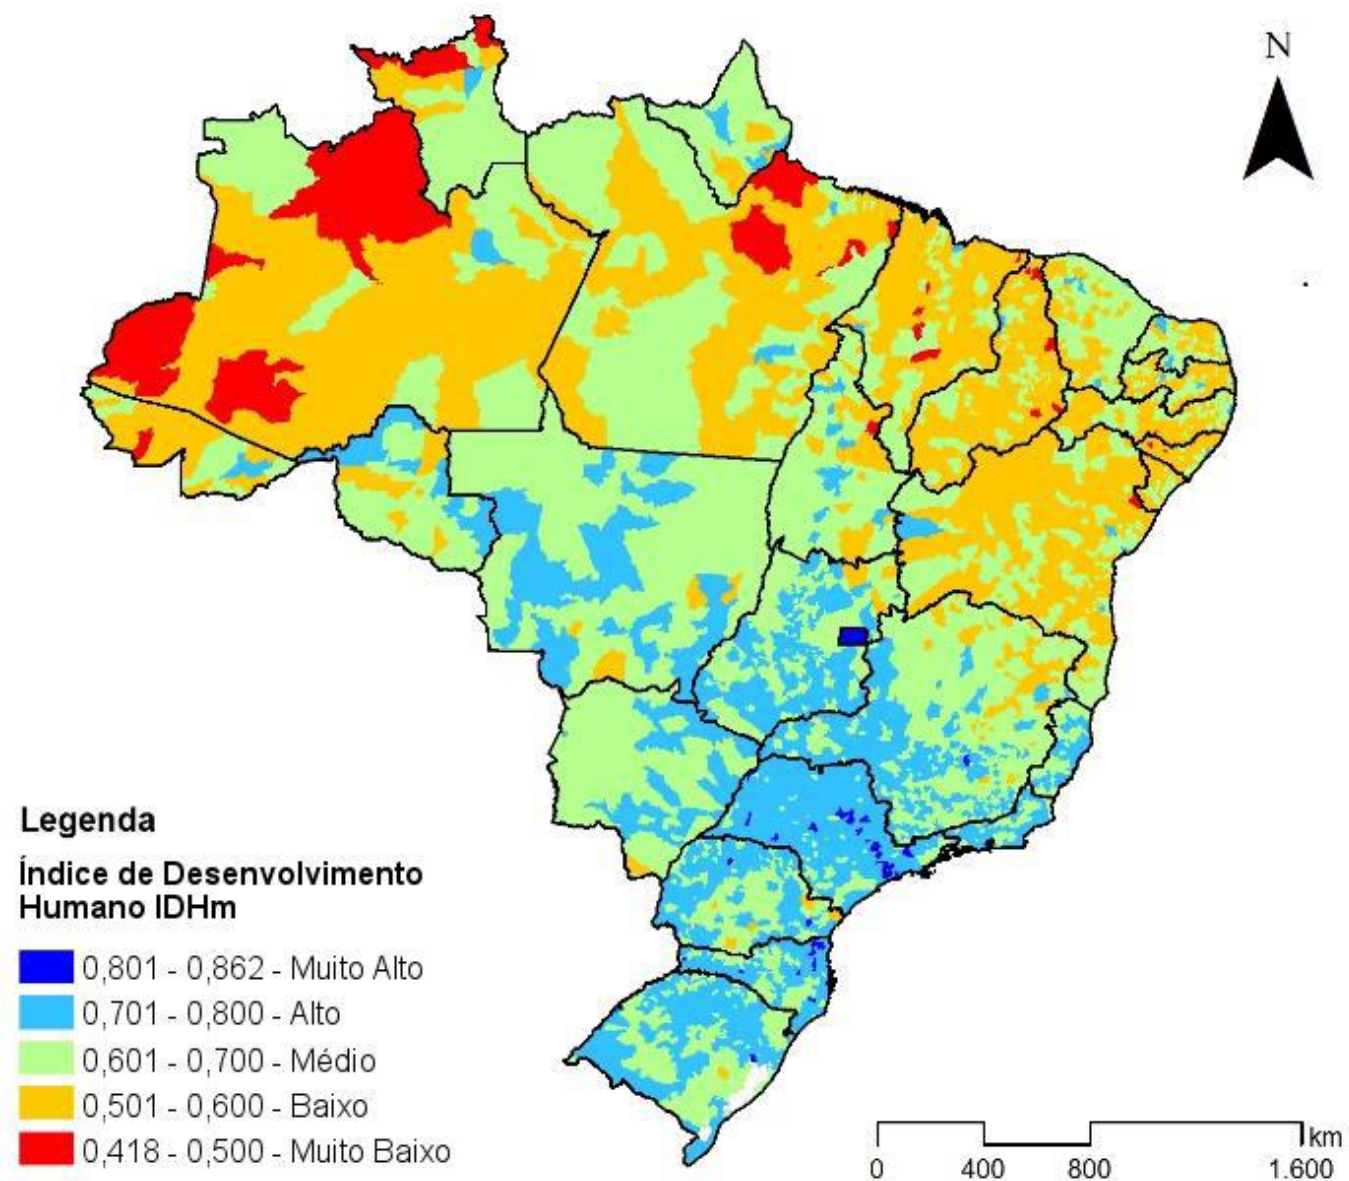 N
Legenda
Índice de Desenvolvimento
Humano IDHm
0,801 - 0,862 - Muito Alto
0,701 - 0,800 - Alto
0,601 - 0,700 - Médio
0,501 - 0,600 - Baixo
0,418 - 0,500 - Muito Baixo
km
0 400 800 1.600